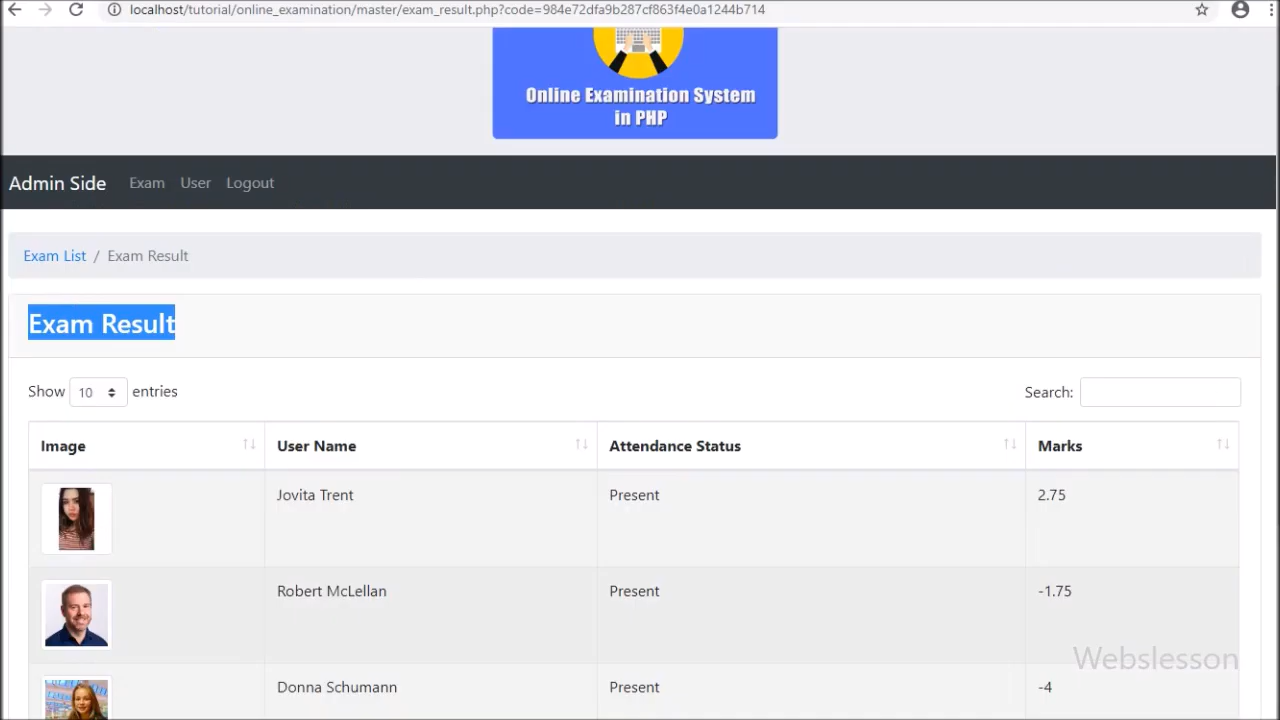 localhost/tutorial/online_examination/master/exam_result.php?code=984e72dfa9b287cf863f4e0a1244b714
Online Examination System
in PHP
Admin Side Exam User Logout
Exam List / Exam Result
Exam Result
Show 10 entries Search:
Image User Name Attendance Status Marks
Jovita Trent Present 2.75
Robert McLellan Present -1.75
Webslesson
Donna Schumann Present -4